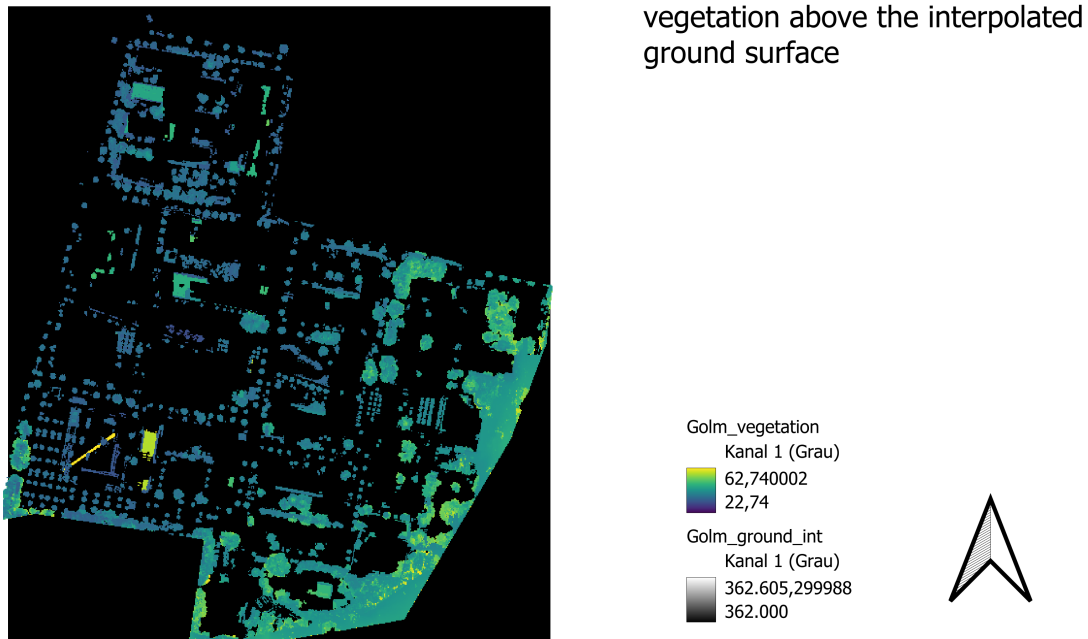 vegetation above the interpolated
ground surface
Golm_vegetation
Kanal 1 (Grau)
62,740002
22,74
Golm_ground_int
Kanal 1 (Grau)
362.605,299988
362.000